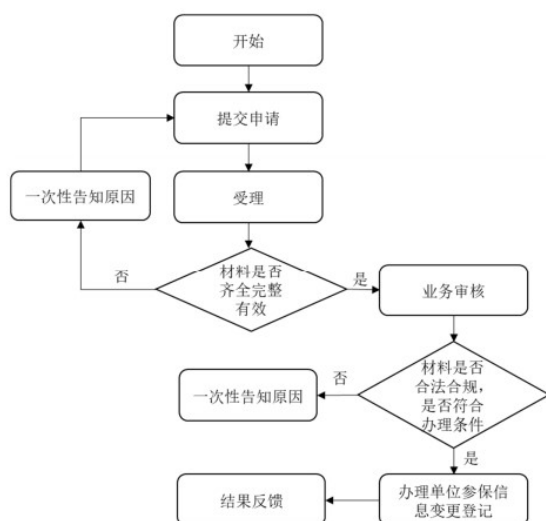 开始
提交申请
一次性告知原因
受理
材料是否
齐全完整
有效
否
是
业务审核
材料是否
合法合规，
是否符合
办理条件
否
一次性告知原因
是
办理单位参保信
息变更登记
结果反馈